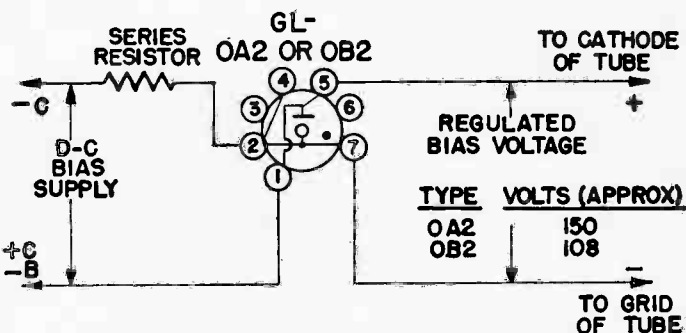 GL-
OA2 OR OB2
SERIES
RESISTOR
TO CATHODE
OF TUBE
-C
+
4
5
3
6
2
7
1
D-C
BIAS
SUPPLY
REGULATED
BIAS VOLTAGE
TYPE VOLTS (APPROX)
OA2 150
OB2 108
+C
-B
-
TO GRID
OF TUBE